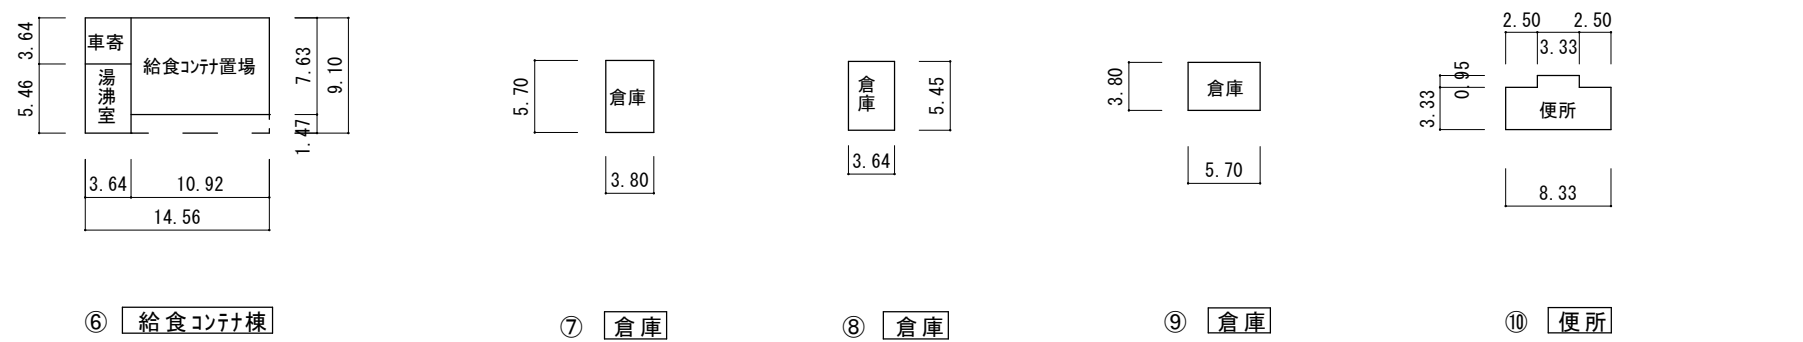 3.64
5.46
車寄
湯沸室
給食コンテナ置場
7.63
9.10
1.47
3.64
10.92
14.56
⑥ 給食コンテナ棟
5.70
倉庫
3.80
⑦ 倉庫
倉庫
5.45
3.64
⑧ 倉庫
3.80
倉庫
5.70
⑨ 倉庫
2.50
2.50
3.33
0.95
3.33
便所
8.33
⑩ 便所